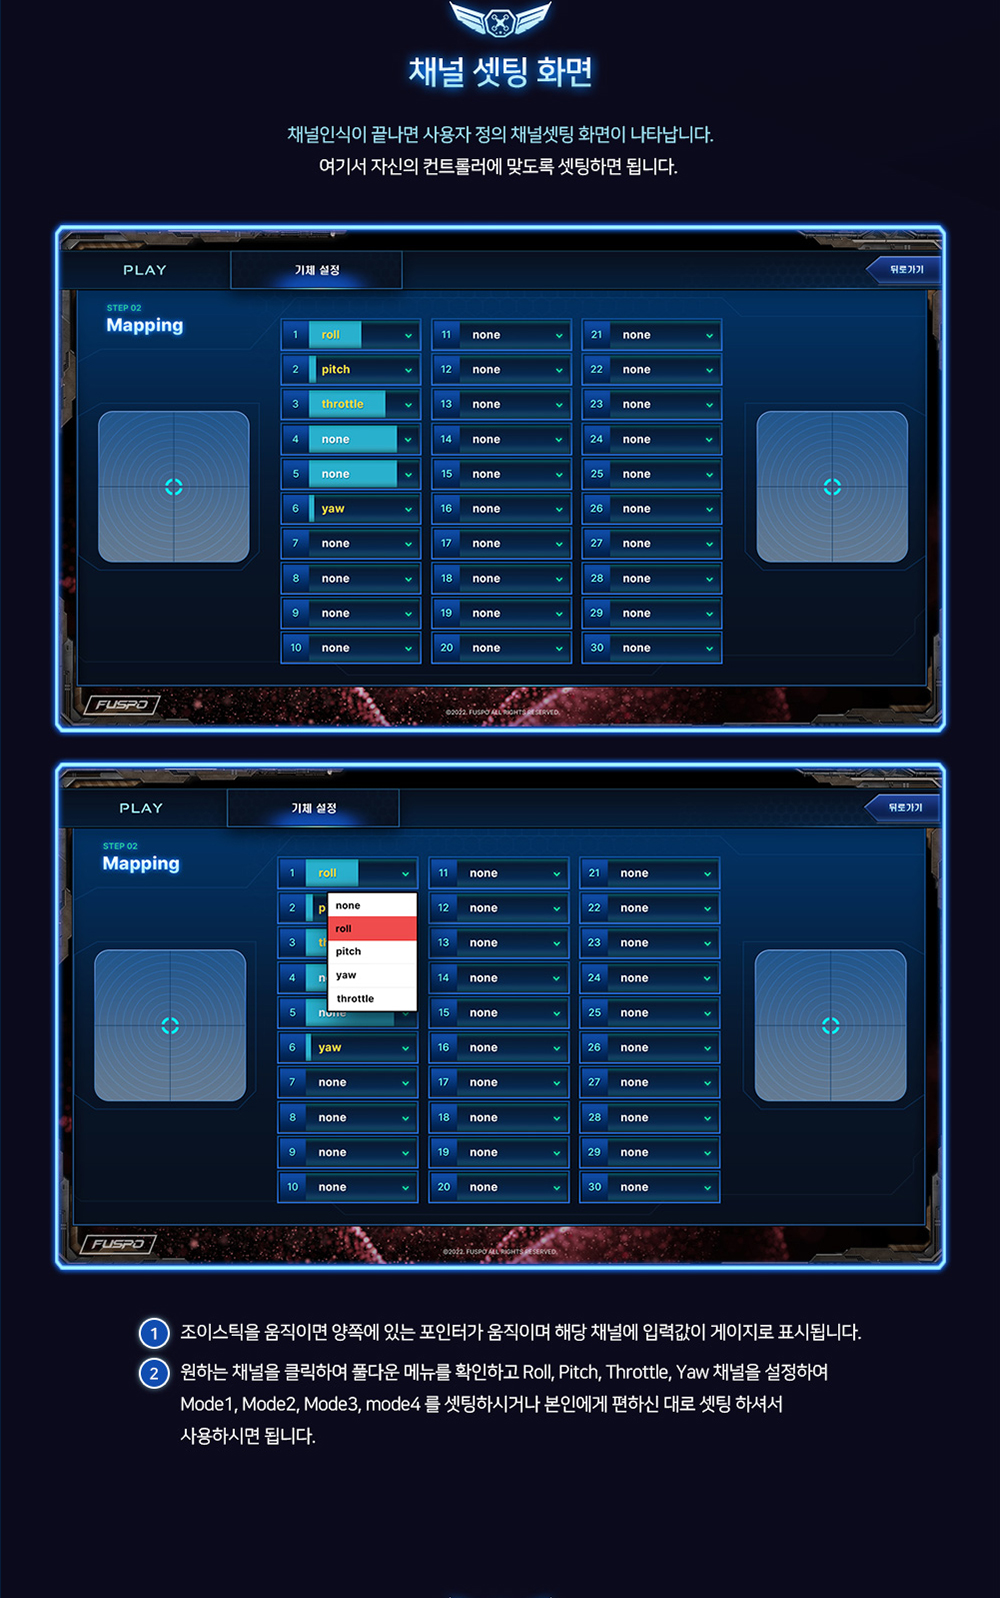 채널 셋팅 화면
채널인식이 끝나면 사용자 정의 채널셋팅 화면이 나타납니다.
여기서 자신의 컨트롤러에 맞도록 셋팅하면 됩니다.
PLAY 기체 설정 뒤로가기
STEP 02
Mapping
1 roll 11 none 21 none
2 pitch 12 none 22 none
3 throttle 13 none 23 none
4 none 14 none 24 none
5 none 15 none 25 none
6 yaw 16 none 26 none
7 none 17 none 27 none
8 none 18 none 28 none
9 none 19 none 29 none
10 none 20 none 30 none
FUSPO
©2022. FUSPO ALL RIGHTS RESERVED.
PLAY 기체 설정 뒤로가기
STEP 02
Mapping
1 roll 11 none 21 none
2 p 12 none 22 none
3 th 13 none 23 none
4 n 14 none 24 none
5 none 15 none 25 none
6 yaw 16 none 26 none
7 none 17 none 27 none
8 none 18 none 28 none
9 none 19 none 29 none
10 none 20 none 30 none
none
roll
pitch
yaw
throttle
FUSPO
©2022. FUSPO ALL RIGHTS RESERVED.
1 조이스틱을 움직이면 양쪽에 있는 포인터가 움직이며 해당 채널에 입력값이 게이지로 표시됩니다.
2 원하는 채널을 클릭하여 풀다운 메뉴를 확인하고 Roll, Pitch, Throttle, Yaw 채널을 설정하여
Mode1, Mode2, Mode3, mode4 를 셋팅하시거나 본인에게 편하신 대로 셋팅 하셔서
사용하시면 됩니다.